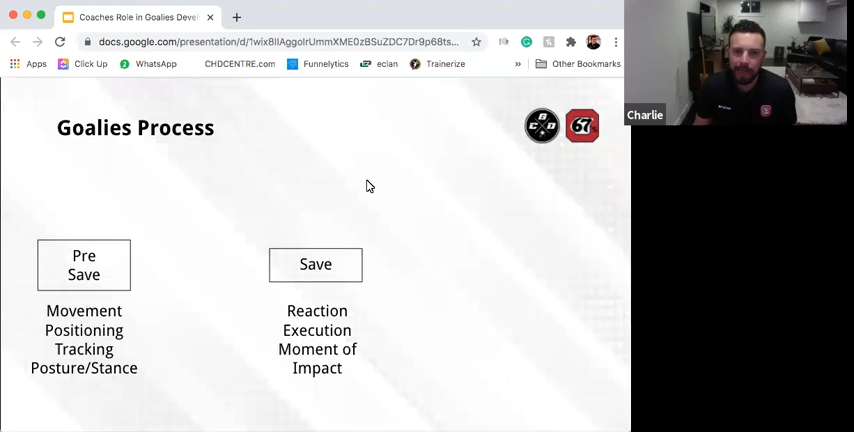 Coaches Role in Goalies Devel
docs.google.com/presentation/d/1wix8IIAggolrUmmXME0zBSuZDC7Dr9p68ts...
Apps
Click Up
WhatsApp
CHDCENTRE.com
Funnelytics
eclan
Trainerize
Other Bookmarks
Charlie
Goalies Process
G
C D
67's
Pre
Save
Movement
Positioning
Tracking
Posture/Stance
Save
Reaction
Execution
Moment of
Impact